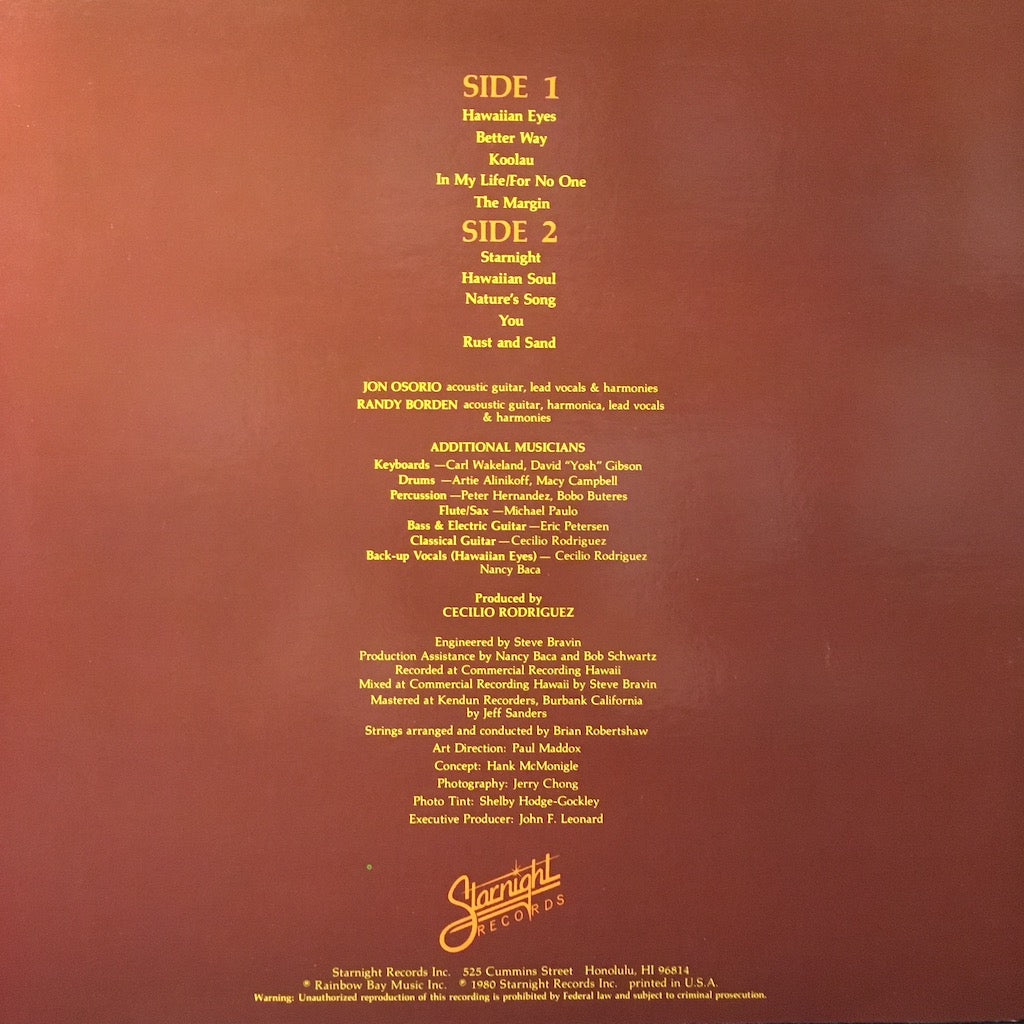 SIDE 1
Hawaiian Eyes
Better Way
Koolau
In My Life/For No One
The Margin
SIDE 2
Starnight
Hawaiian Soul
Nature's Song
You
Rust and Sand
JON OSORIO acoustic guitar, lead vocals & harmonies
RANDY BORDEN acoustic guitar, harmonica, lead vocals
& harmonies
ADDITIONAL MUSICIANS
Keyboards —Carl Wakeland, David "Yosh" Gibson
Drums —Artie Alinikoff, Macy Campbell
Percussion —Peter Hernandez, Bobo Buteres
Flute/Sax —Michael Paulo
Bass & Electric Guitar —Eric Petersen
Classical Guitar —Cecilio Rodriguez
Back-up Vocals (Hawaiian Eyes) — Cecilio Rodriguez
Nancy Baca
Produced by
CECILIO RODRIGUEZ
Engineered by Steve Bravin
Production Assistance by Nancy Baca and Bob Schwartz
Recorded at Commercial Recording Hawaii
Mixed at Commercial Recording Hawaii by Steve Bravin
Mastered at Kendun Recorders, Burbank California
by Jeff Sanders
Strings arranged and conducted by Brian Robertshaw
Art Direction: Paul Maddox
Concept: Hank McMonigle
Photography: Jerry Chong
Photo Tint: Shelby Hodge-Gockley
Executive Producer: John F. Leonard
Starnight
RECORDS
Starnight Records Inc. 525 Cummins Street Honolulu, HI 96814
℗ Rainbow Bay Music Inc. ℗ 1980 Starnight Records Inc. printed in U.S.A.
Warning: Unauthorized reproduction of this recording is prohibited by Federal law and subject to criminal prosecution.